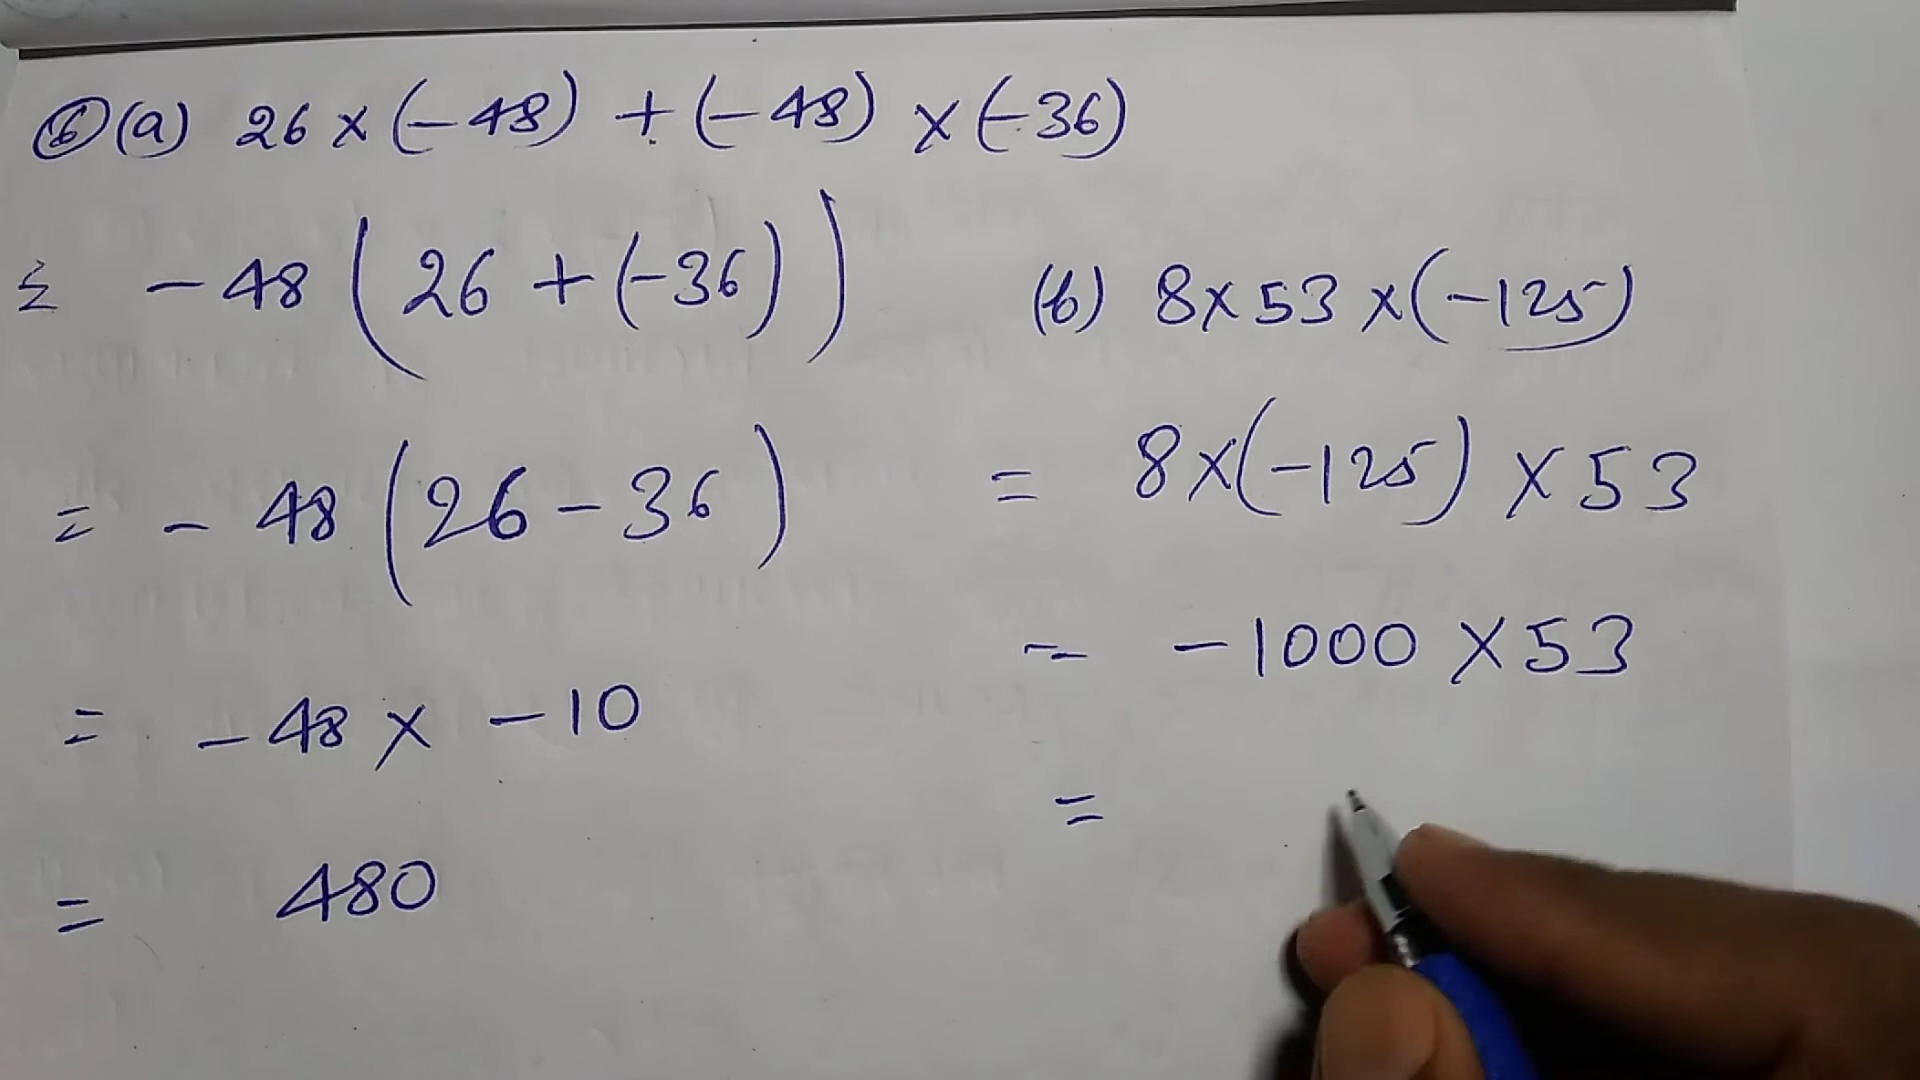 ⑥(a) 26 × (-48) + (-48) × (-36)
= -48 ( 26 + (-36) )
= - 48 ( 26 - 36 )
= -48 × -10
= 480
(b) 8 × 53 × (-125)
= 8 × (-125) × 53
= -1000 × 53
=